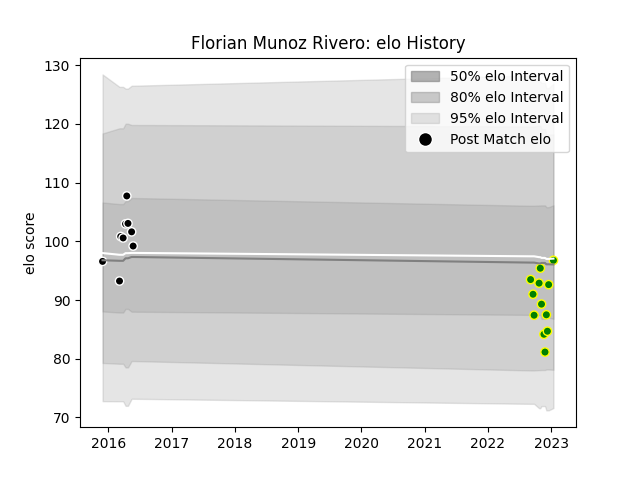 Florian Munoz Rivero: elo History
50% elo Interval
80% elo Interval
95% elo Interval
Post Match elo
elo score
130
120
110
100
90
80
70
2016 2017 2018 2019 2020 2021 2022 2023